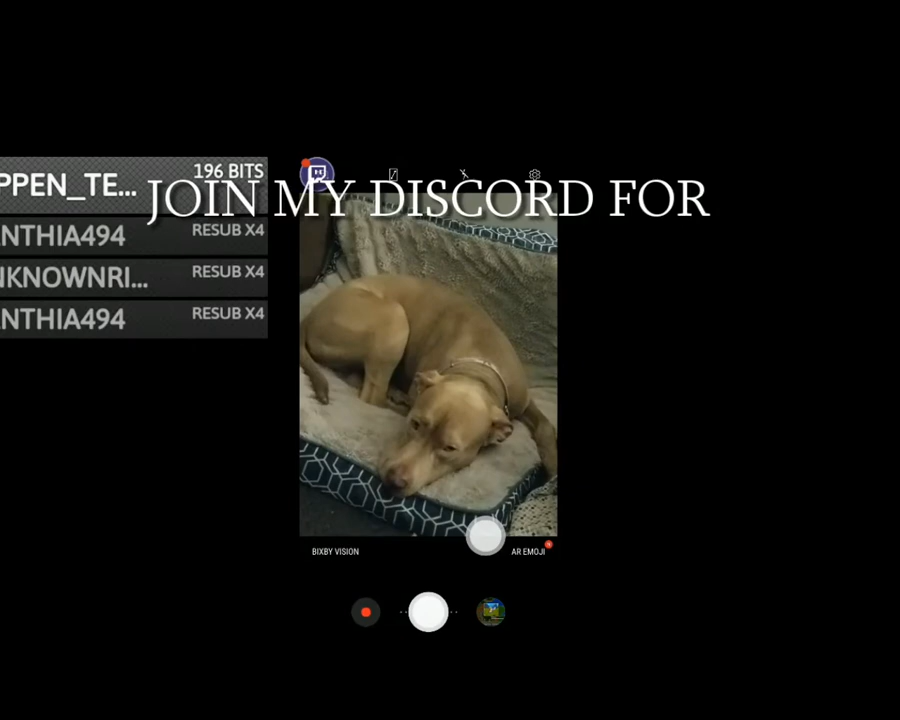 PPEN_TE... 196 BITS
JOIN MY DISCORD FOR
NTHIA494 RESUB X4
NKNOWNRI... RESUB X4
NTHIA494 RESUB X4
BIXBY VISION AR EMOJI